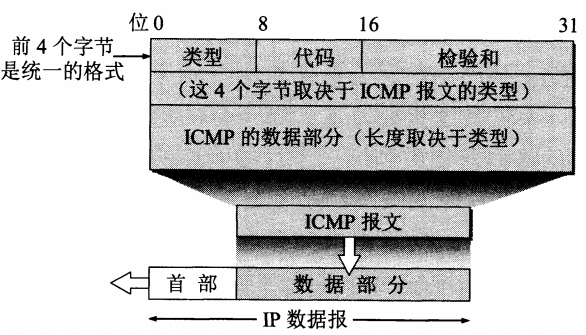 位 0 8 16 31
前 4 个字节
是统一的格式
类型 代码 检验和
（这 4 个字节取决于 ICMP 报文的类型）
ICMP 的数据部分（长度取决于类型）
ICMP 报文
首部 数据部分
IP 数据报